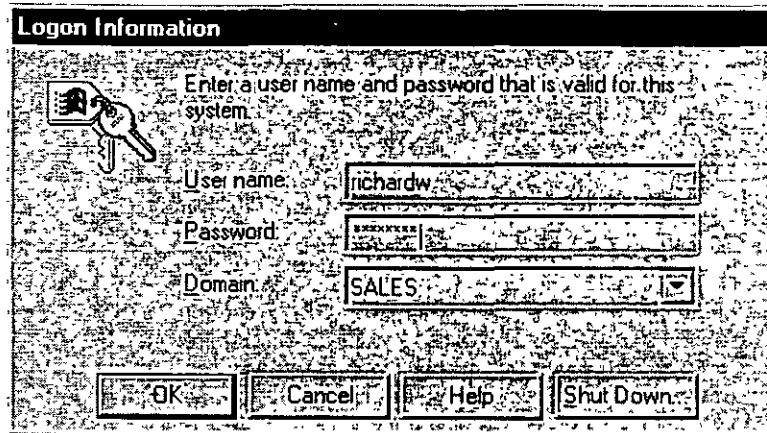 Logon Information
Enter a user name and password that is valid for this
system.
User name: richardw
Password: ********
Domain: SALES
OK Cancel Help Shut Down...